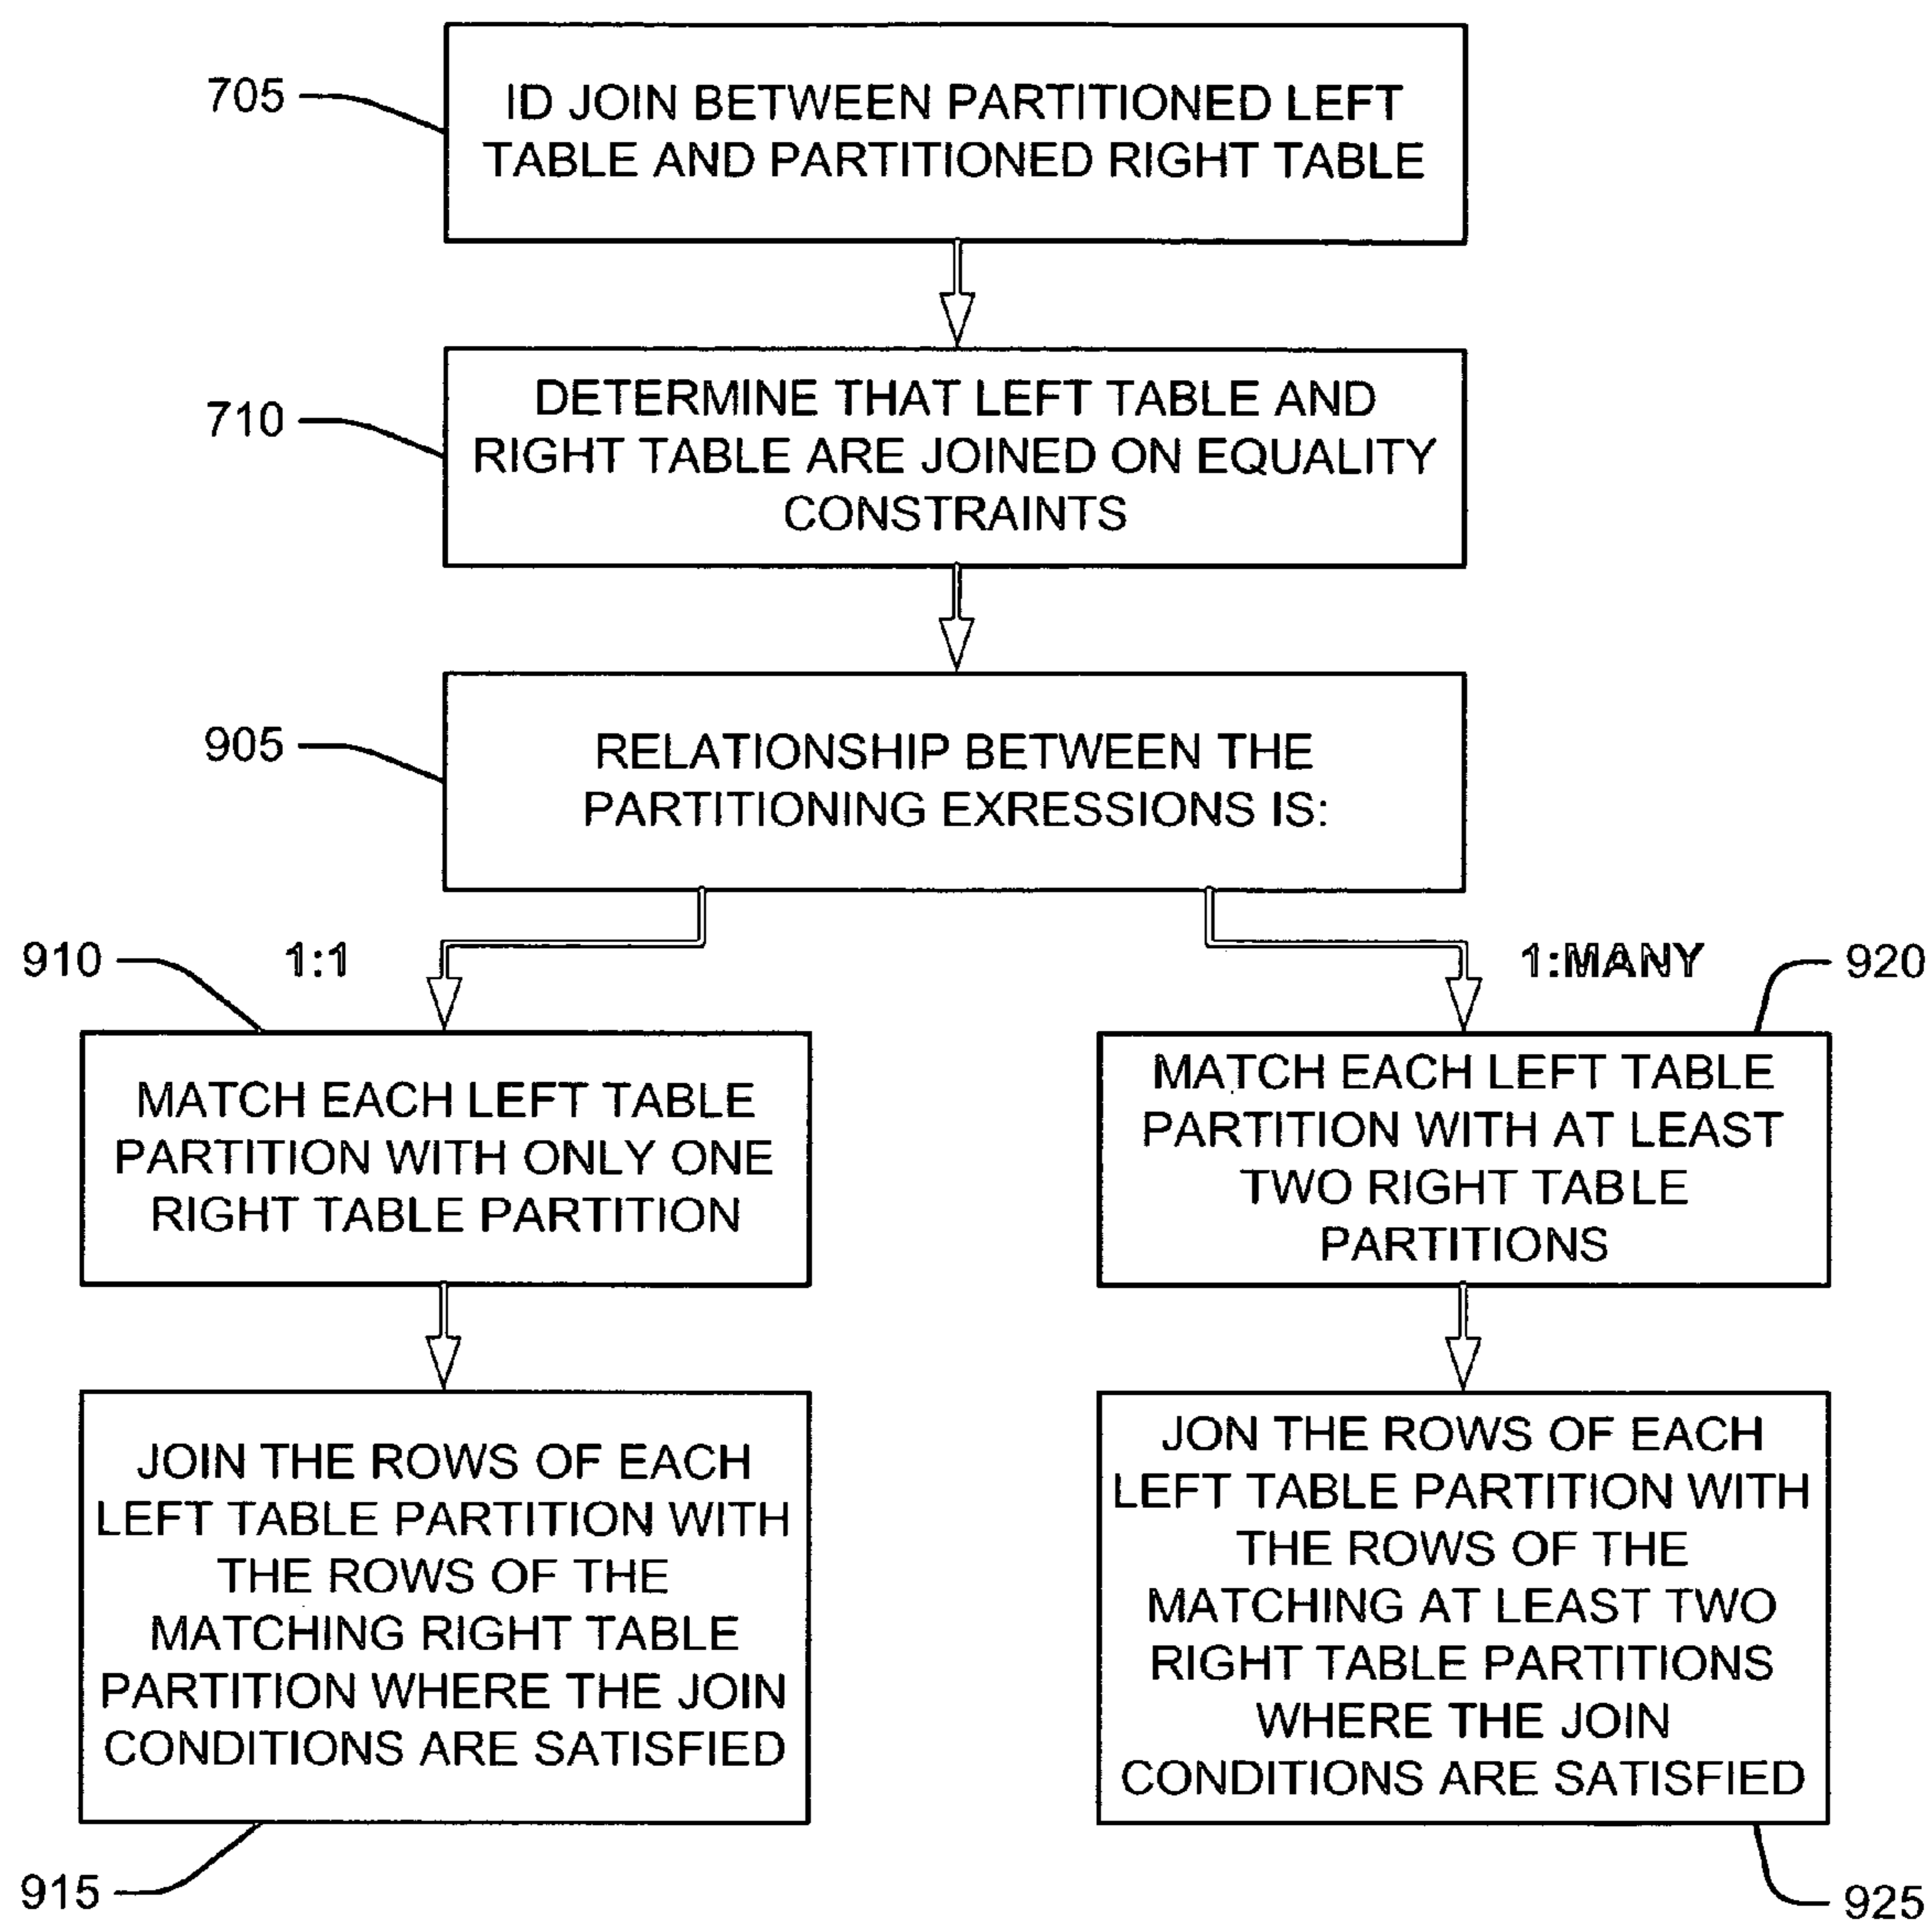 705
ID JOIN BETWEEN PARTITIONED LEFT
TABLE AND PARTITIONED RIGHT TABLE
710
DETERMINE THAT LEFT TABLE AND
RIGHT TABLE ARE JOINED ON EQUALITY
CONSTRAINTS
905
RELATIONSHIP BETWEEN THE
PARTITIONING EXRESSIONS IS:
910
1:1
MATCH EACH LEFT TABLE
PARTITION WITH ONLY ONE
RIGHT TABLE PARTITION
JOIN THE ROWS OF EACH
LEFT TABLE PARTITION WITH
THE ROWS OF THE
MATCHING RIGHT TABLE
PARTITION WHERE THE JOIN
CONDITIONS ARE SATISFIED
915
1:MANY
920
MATCH EACH LEFT TABLE
PARTITION WITH AT LEAST
TWO RIGHT TABLE
PARTITIONS
JON THE ROWS OF EACH
LEFT TABLE PARTITION WITH
THE ROWS OF THE
MATCHING AT LEAST TWO
RIGHT TABLE PARTITIONS
WHERE THE JOIN
CONDITIONS ARE SATISFIED
925